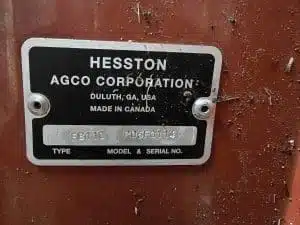 HESSTON
AGCO CORPORATION
DULUTH, GA, USA
MADE IN CANADA
TYPE MODEL & SERIAL NO.